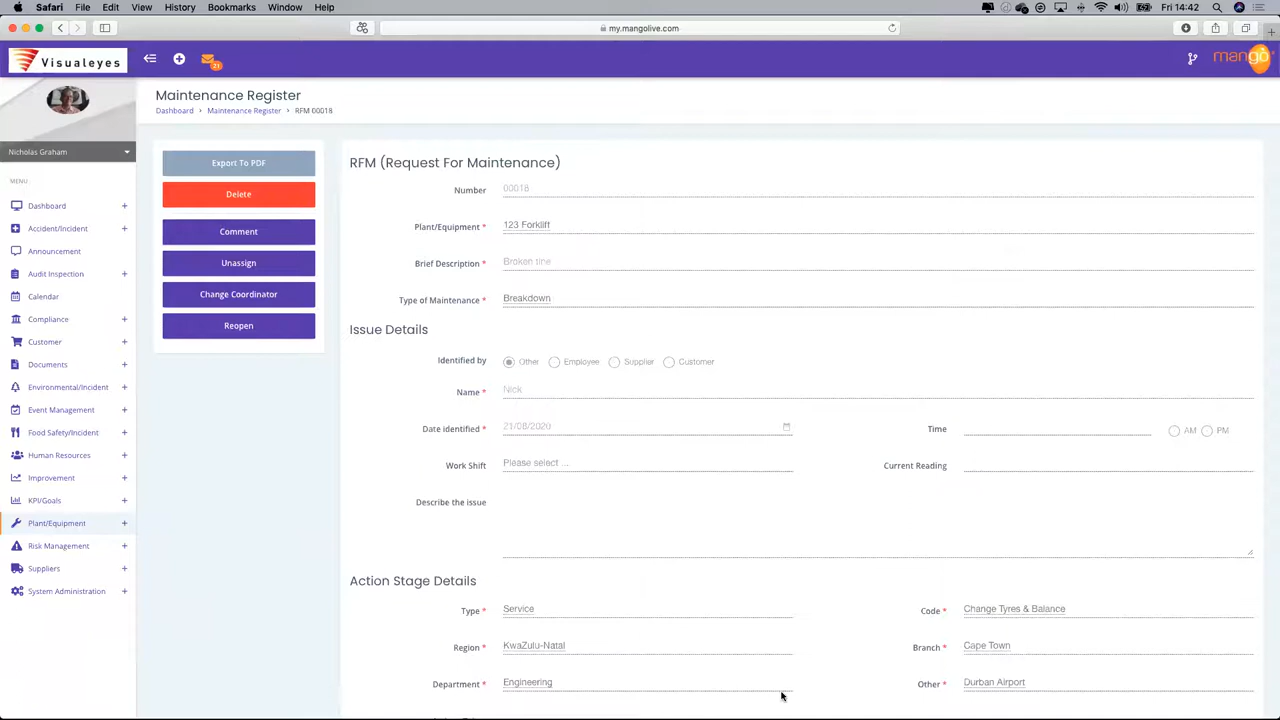 Safari File Edit View History Bookmarks Window Help Fri 14:42
my.mangolive.com
Visualeyes 21 mango
Maintenance Register
Dashboard > Maintenance Register > RFM 00018
Nicholas Graham
MENU
Dashboard +
Accident/Incident +
Announcement
Audit Inspection +
Calendar
Compliance +
Customer +
Documents +
Environmental/Incident +
Event Management +
Food Safety/Incident +
Human Resources +
Improvement +
KPI/Goals +
Plant/Equipment +
Risk Management +
Suppliers +
System Administration +
Export To PDF
Delete
Comment
Unassign
Change Coordinator
Reopen
RFM (Request For Maintenance)
Number 00018
Plant/Equipment * 123 Forklift
Brief Description * Broken tine
Type of Maintenance * Breakdown
Issue Details
Identified by Other Employee Supplier Customer
Name * Nick
Date identified * 21/08/2020 Time AM PM
Work Shift Please select ... Current Reading
Describe the issue
Action Stage Details
Type * Service Code * Change Tyres & Balance
Region * KwaZulu-Natal Branch * Cape Town
Department * Engineering Other * Durban Airport